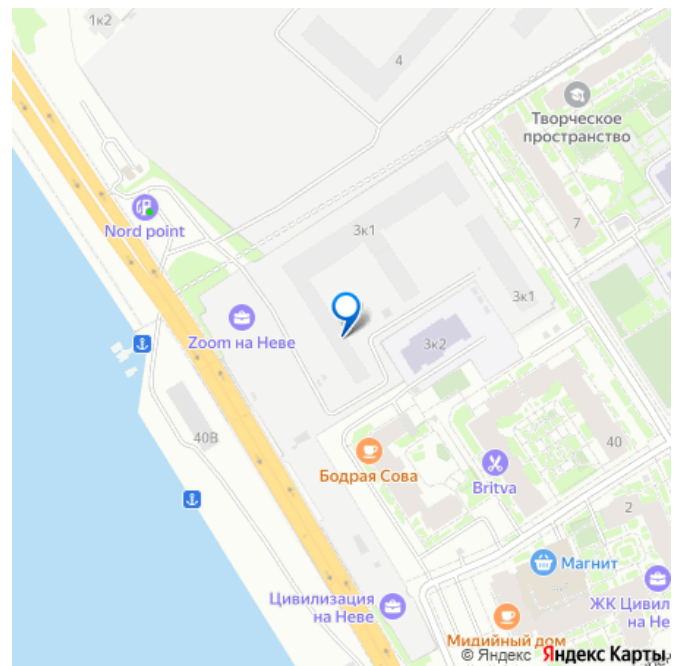 1к2
4
Творческое
пространство
Nord point
7
3к1
3к1
Zoom на Неве
3к2
40В
40
Бодрая Сова
Britva
2
Магнит
Цивилизация
на Неве
ЖК Цивил
на Не
Мидийный дом
© Яндекс Яндекс Карты